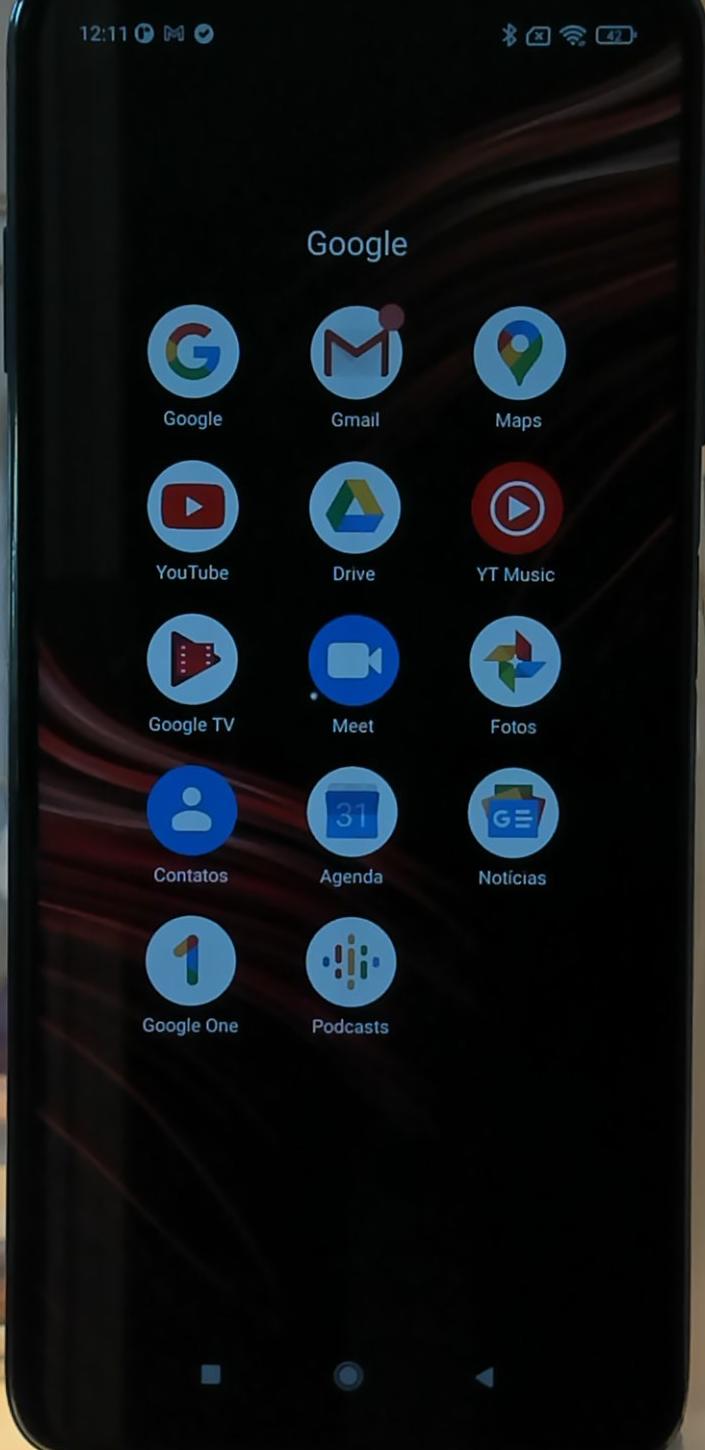 12:11 42
Google
Google Gmail Maps
YouTube Drive YT Music
Google TV Meet Fotos
31 GE
Contatos Agenda Notícias
1
Google One Podcasts